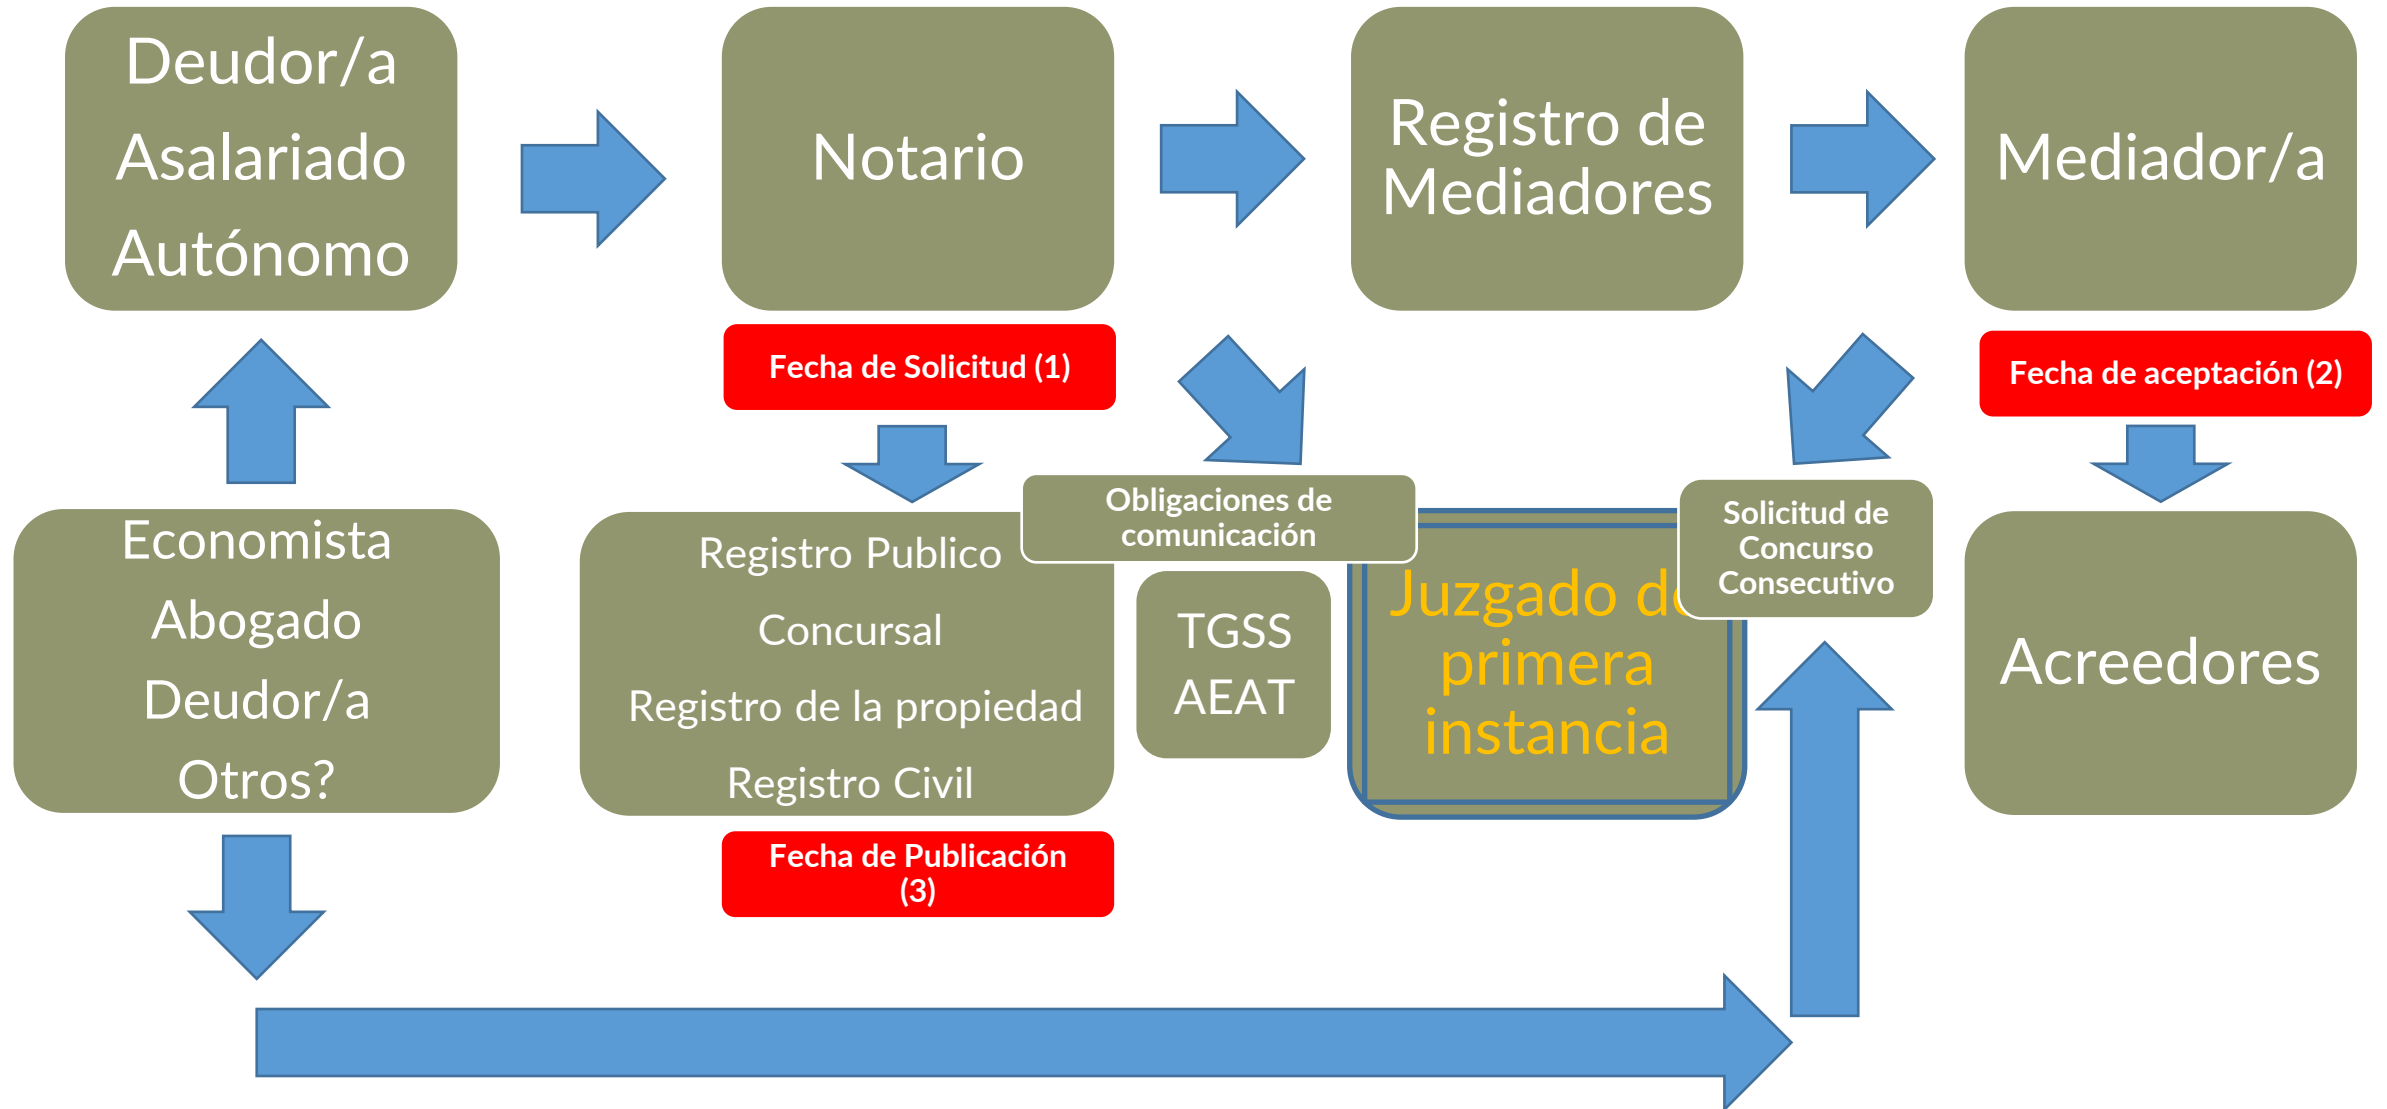 Deudor/a
Asalariado
Autónomo
Notario
Registro de
Mediadores
Mediador/a
Fecha de Solicitud (1)
Fecha de aceptación (2)
Economista
Abogado
Deudor/a
Otros?
Registro Publico
Concursal
Registro de la propiedad
Registro Civil
Obligaciones de
comunicación
TGSS
AEAT
Juzgado de
primera
instancia
Solicitud de
Concurso
Consecutivo
Acreedores
Fecha de Publicación
(3)